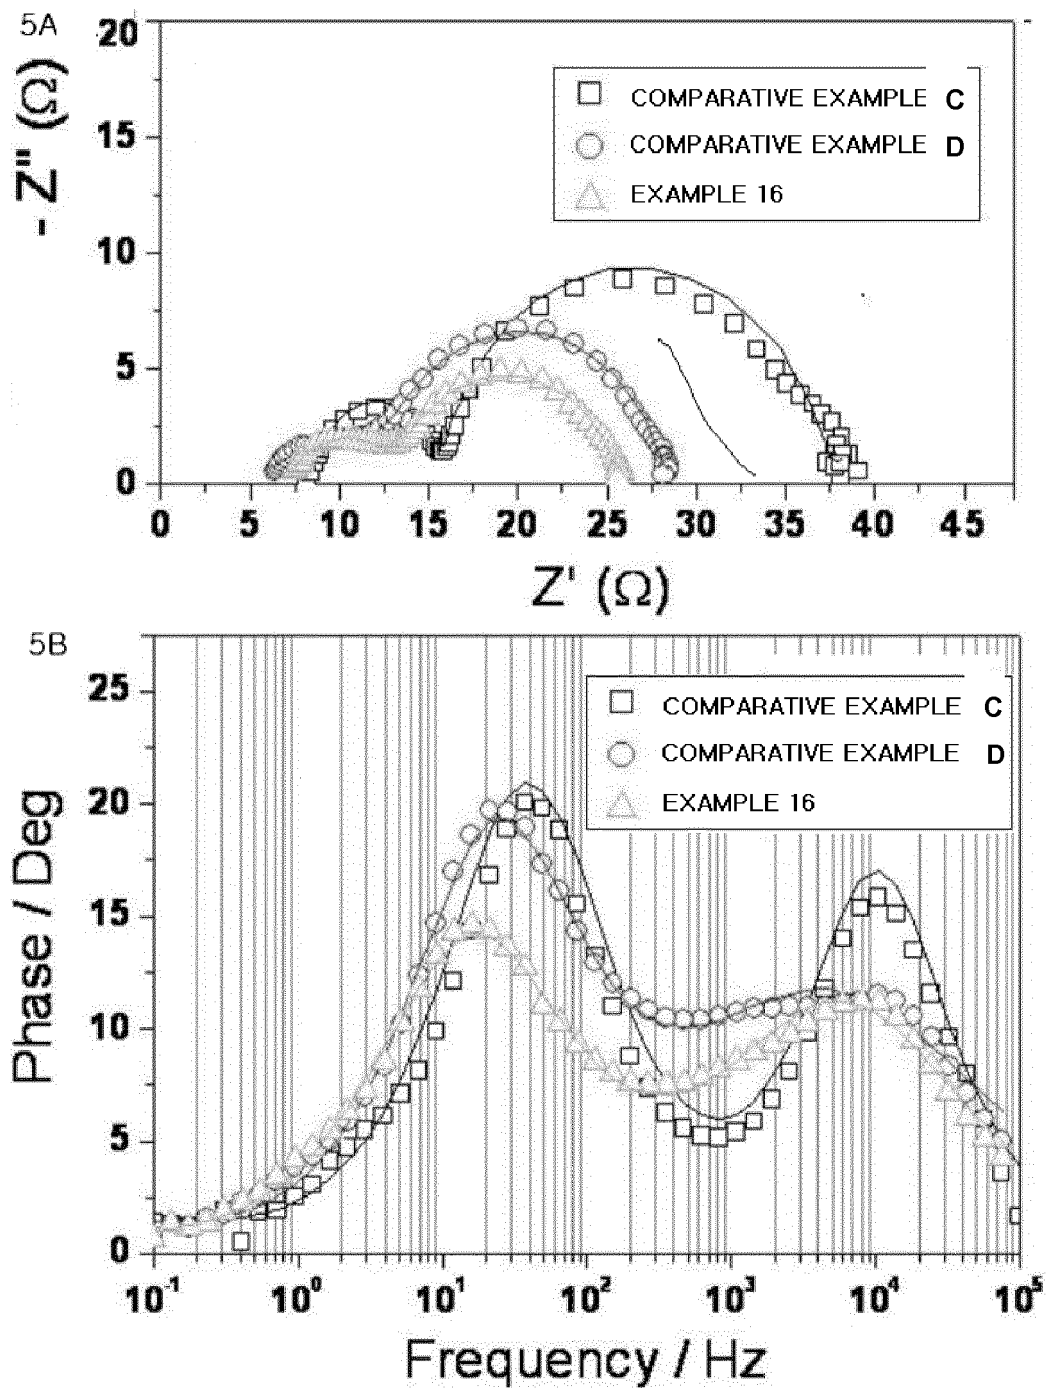 5A
20
15
10
5
0
- Z" (Ω)
COMPARATIVE EXAMPLE C
COMPARATIVE EXAMPLE D
EXAMPLE 16
0 5 10 15 20 25 30 35 40 45
Z' (Ω)
5B
25
20
15
10
5
0
Phase / Deg
COMPARATIVE EXAMPLE C
COMPARATIVE EXAMPLE D
EXAMPLE 16
10⁻¹ 10⁰ 10¹ 10² 10³ 10⁴ 10⁵
Frequency / Hz